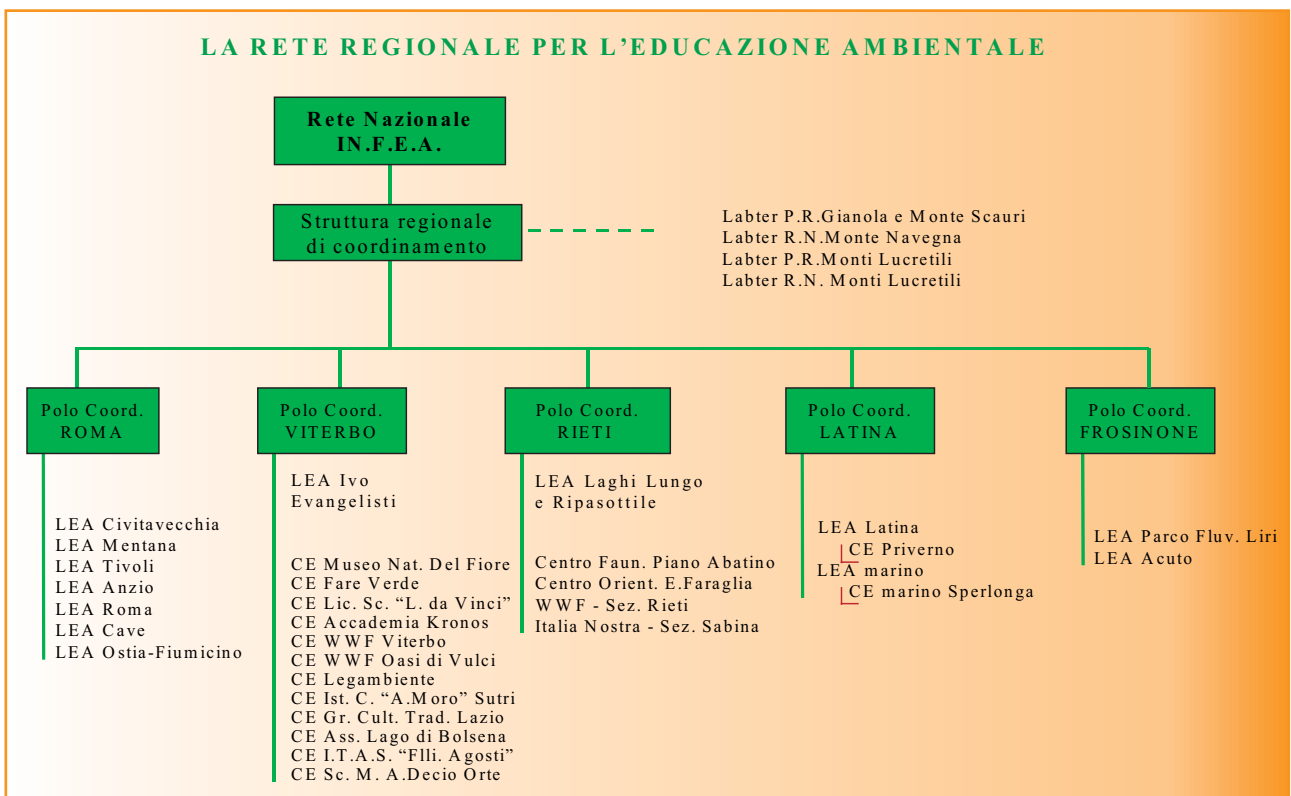 LA RETE REGIONALE PER L'EDUCAZIONE AMBIENTALE
Rete Nazionale
IN.F.E.A.
Struttura regionale
di coordinamento
Labter P.R.Gianola e Monte Scauri
Labter R.N.Monte Navegna
Labter P.R.Monti Lucretili
Labter R.N. Monti Lucretili
Polo Coord.
ROMA
LEA Civitavecchia
LEA Mentana
LEA Tivoli
LEA Anzio
LEA Roma
LEA Cave
LEA Ostia-Fiumicino
Polo Coord.
VITERBO
LEA Ivo
Evangelisti
CE Museo Nat. Del Fiore
CE Fare Verde
CE Lic. Sc. "L. da Vinci"
CE Accademia Kronos
CE WWF Viterbo
CE WWF Oasi di Vulci
CE Legambiente
CE Ist. C. "A.Moro" Sutri
CE Gr. Cult. Trad. Lazio
CE Ass. Lago di Bolsena
CE I.T.A.S. "Flli. Agosti"
CE Sc. M. A.Decio Orte
Polo Coord.
RIETI
LEA Laghi Lungo
e Ripasottile
Centro Faun. Piano Abatino
Centro Orient. E.Faraglia
WWF - Sez. Rieti
Italia Nostra - Sez. Sabina
Polo Coord.
LATINA
LEA Latina
CE Priverno
LEA marino
CE marino Sperlonga
Polo Coord.
FROSINONE
LEA Parco Fluv. Liri
LEA Acuto